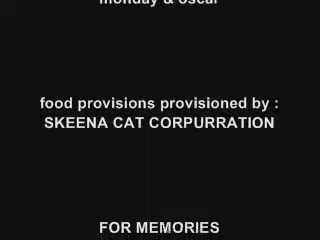 monday & oscar
food provisions provisioned by :
SKEENA CAT CORPURRATION
FOR MEMORIES